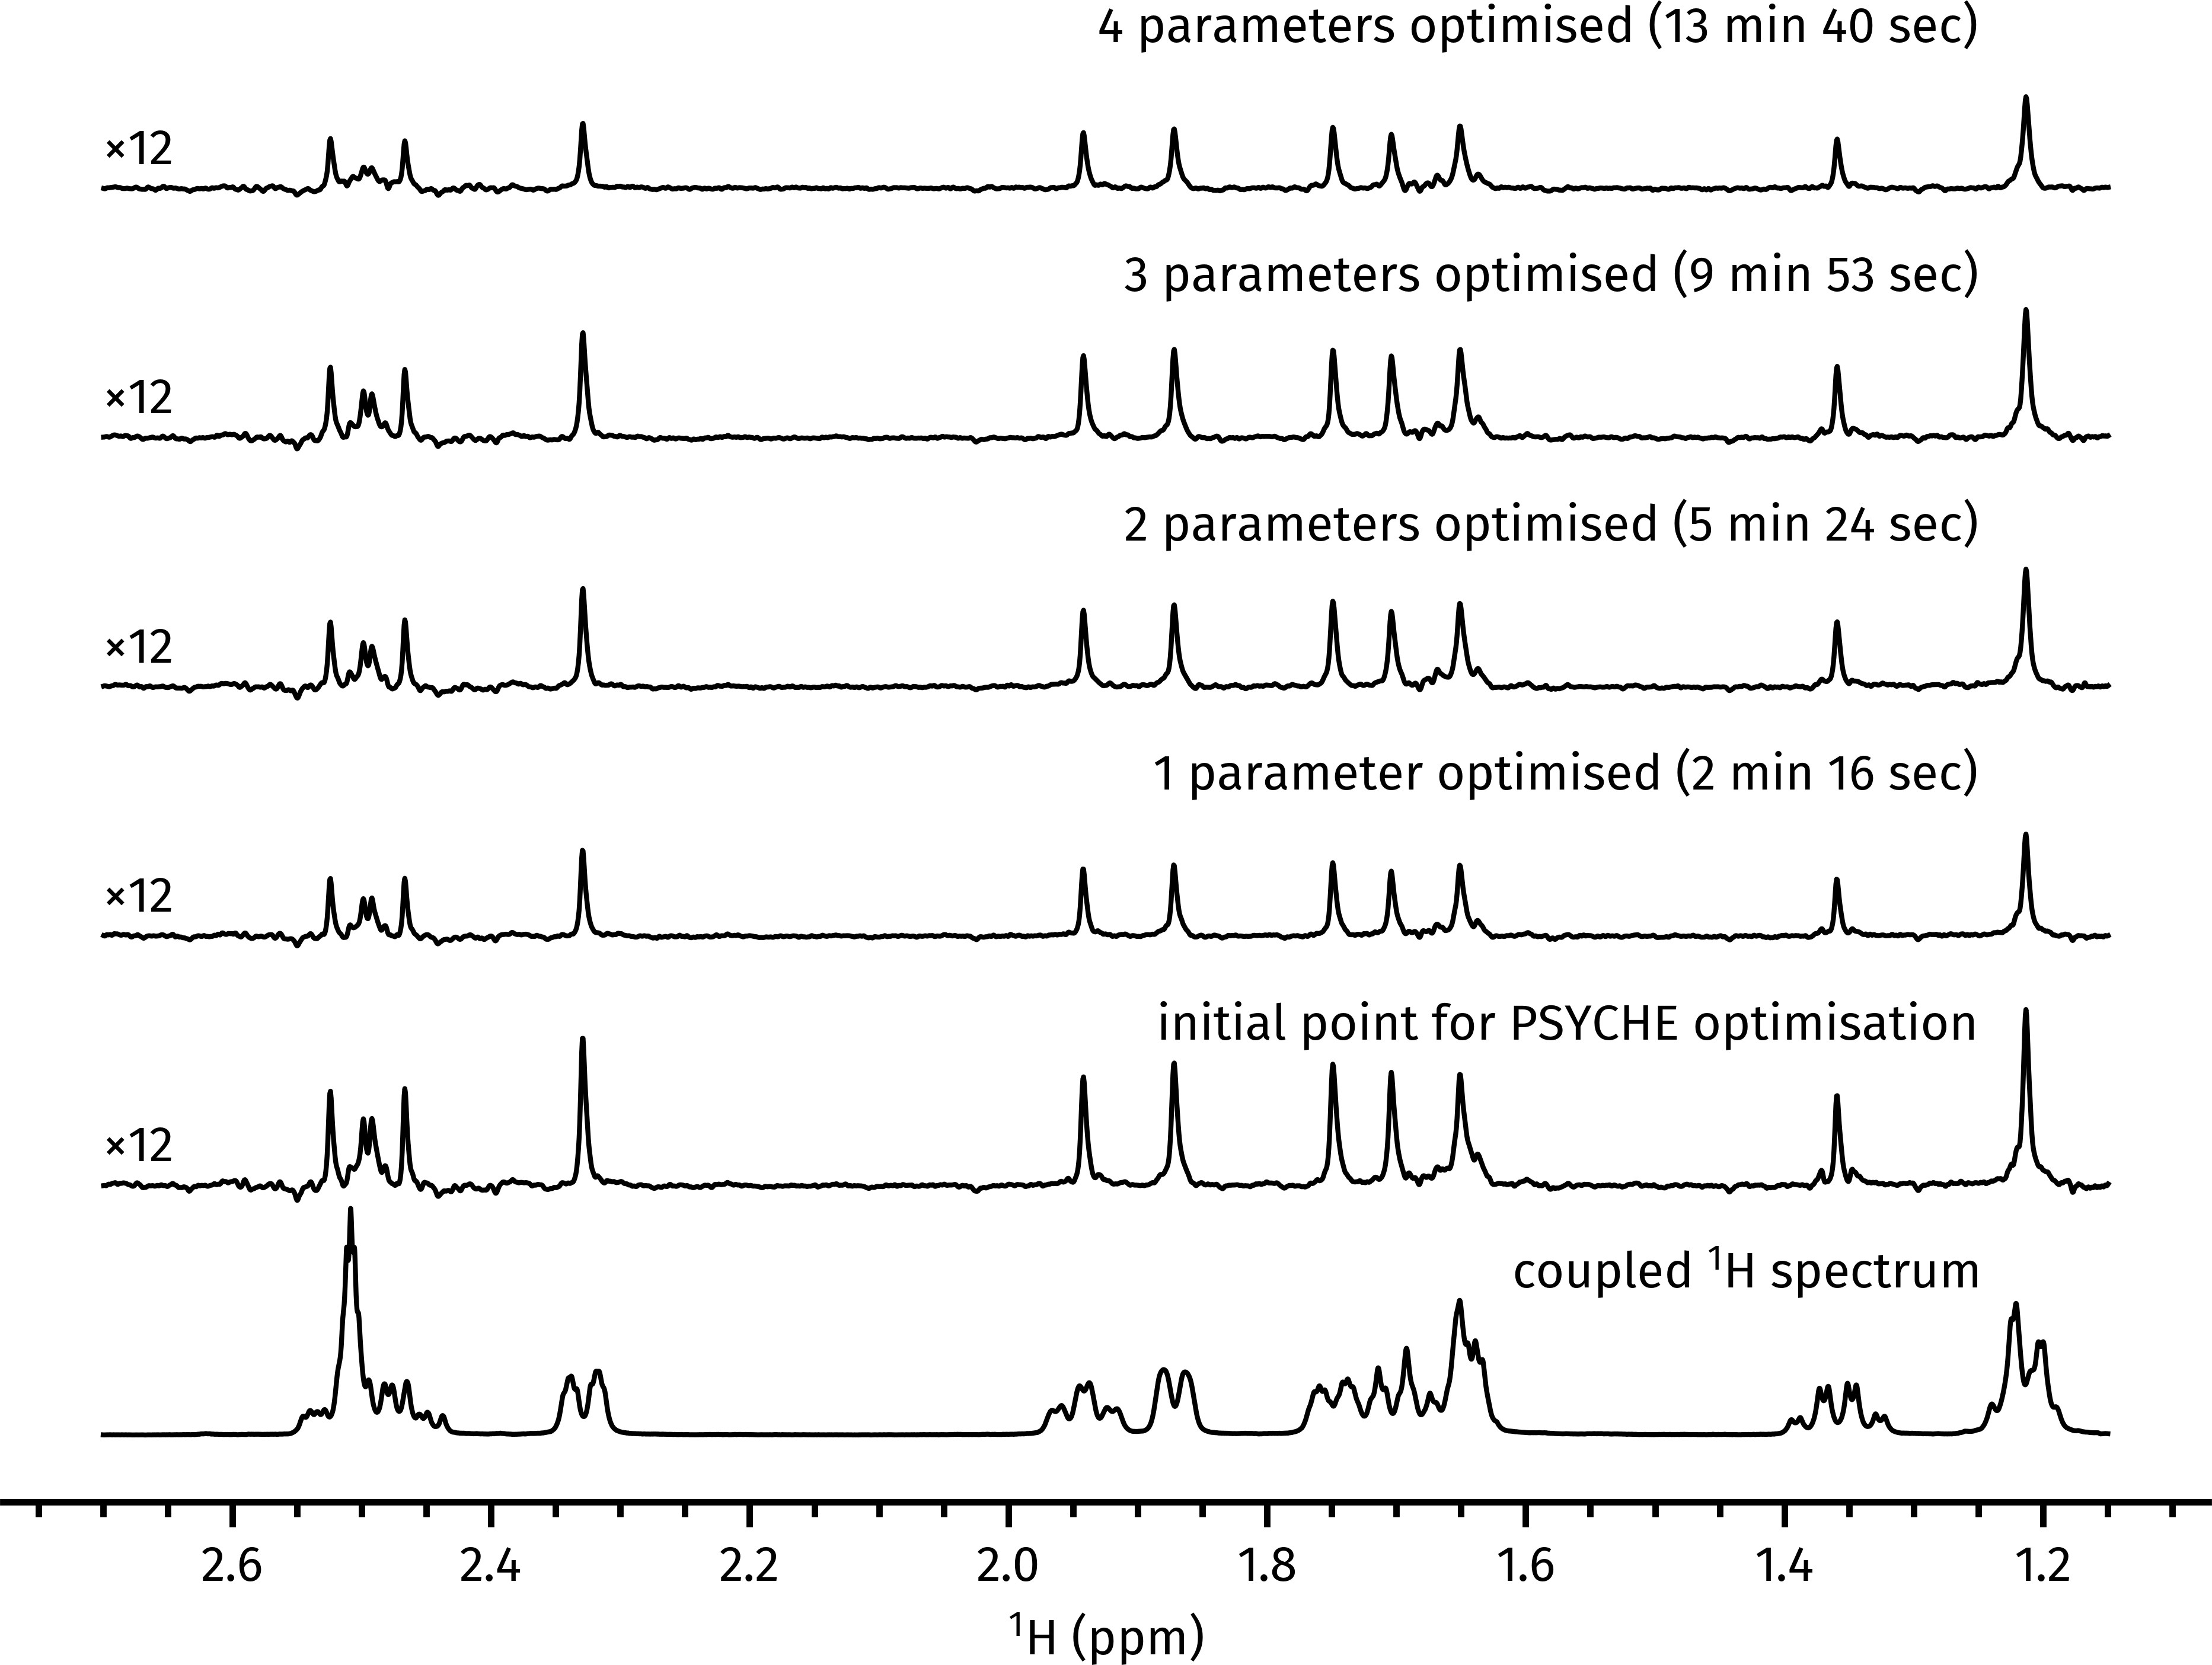 4 parameters optimised (13 min 40 sec)
×12
3 parameters optimised (9 min 53 sec)
×12
2 parameters optimised (5 min 24 sec)
×12
1 parameter optimised (2 min 16 sec)
×12
initial point for PSYCHE optimisation
×12
coupled ¹H spectrum
2.6 2.4 2.2 2.0 1.8 1.6 1.4 1.2
¹H (ppm)